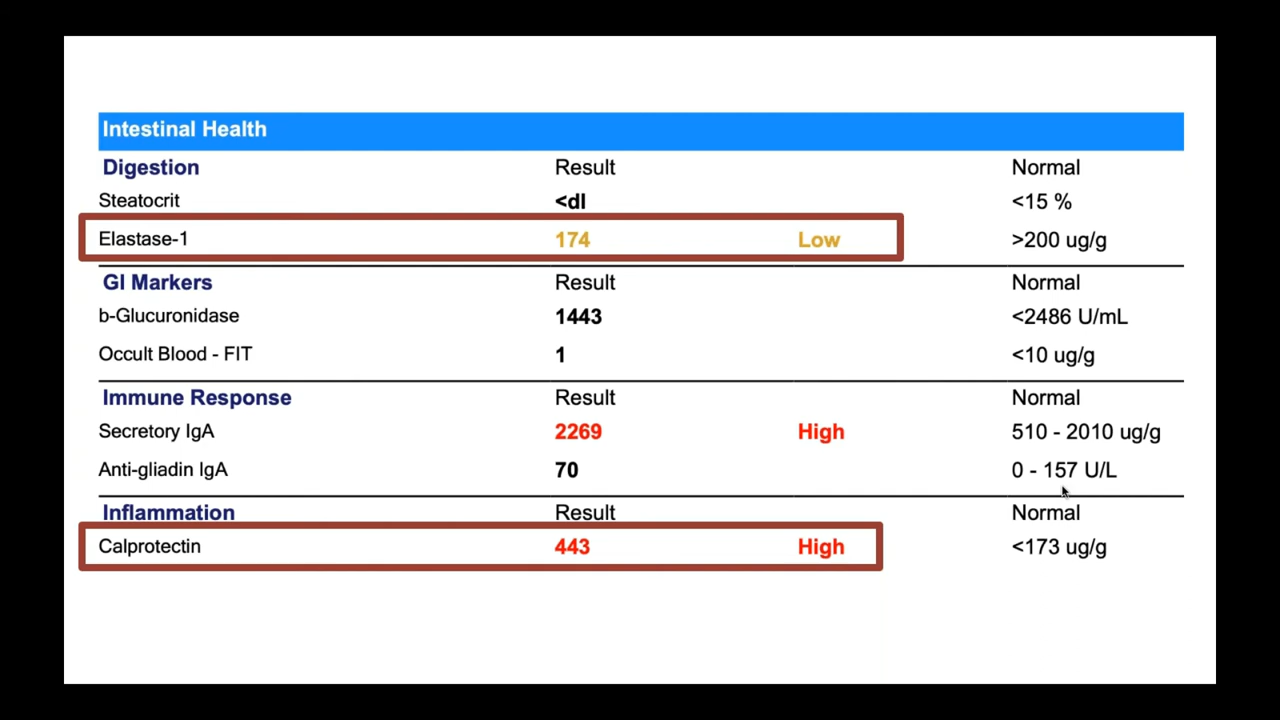 Intestinal Health
Digestion Result Normal
Steatocrit <dl <15 %
Elastase-1 174 Low >200 ug/g
GI Markers Result Normal
b-Glucuronidase 1443 <2486 U/mL
Occult Blood - FIT 1 <10 ug/g
Immune Response Result Normal
Secretory IgA 2269 High 510 - 2010 ug/g
Anti-gliadin IgA 70 0 - 157 U/L
Inflammation Result Normal
Calprotectin 443 High <173 ug/g